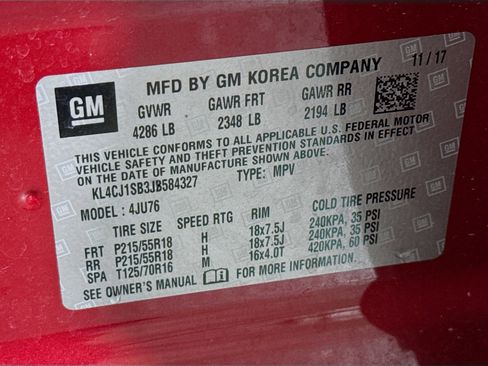 GM
MFD BY GM KOREA COMPANY
11/17
GVWR GAWR FRT GAWR RR
4286 LB 2348 LB 2194 LB
THIS VEHICLE CONFORMS TO ALL APPLICABLE U.S. FEDERAL MOTOR
VEHICLE SAFETY AND THEFT PREVENTION STANDARDS IN EFFECT
ON THE DATE OF MANUFACTURE SHOWN ABOVE.
KL4CJ1SB3JB584327 TYPE: MPV
MODEL: 4JU76
TIRE SIZE SPEED RTG RIM COLD TIRE PRESSURE
FRT P215/55R18 H 18x7.5J 240KPA, 35 PSI
RR P215/55R18 H 18x7.5J 240KPA, 35 PSI
SPA T125/70R16 M 16x4.0T 420KPA, 60 PSI
SEE OWNER'S MANUAL FOR MORE INFORMATION.